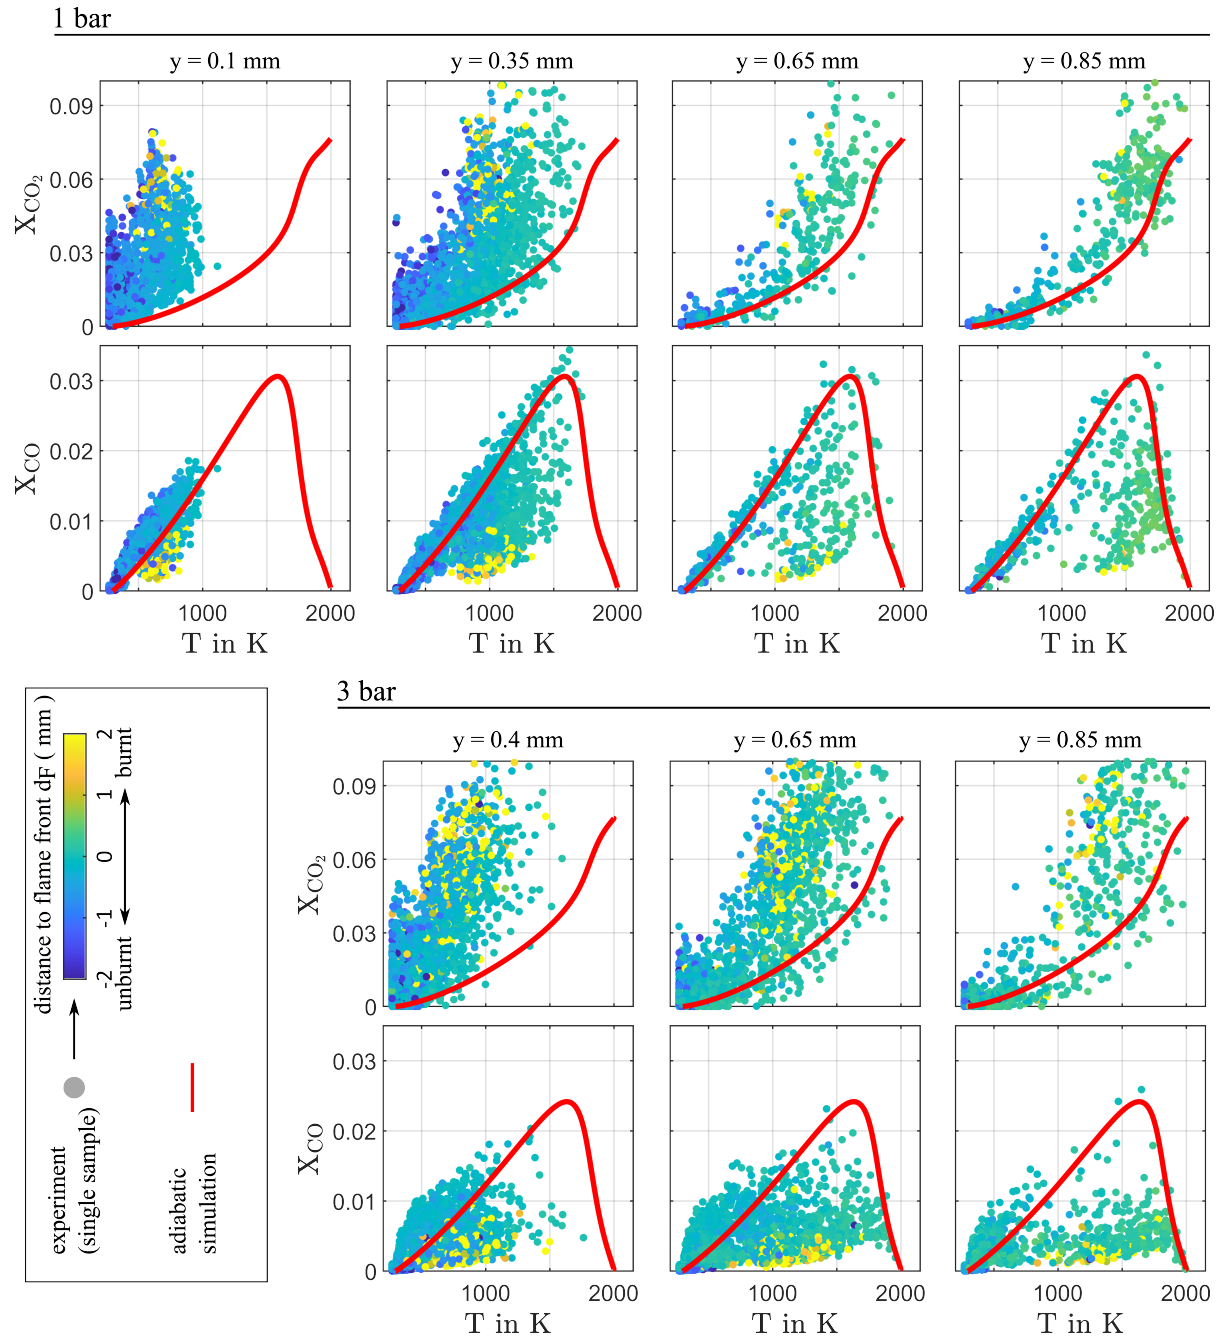 1 bar
y = 0.1 mm
y = 0.35 mm
y = 0.65 mm
y = 0.85 mm
X_CO2
0.09
0.06
0.03
0
X_CO
0.03
0.02
0.01
0
1000 2000
1000 2000
1000 2000
1000 2000
T in K
T in K
T in K
T in K
distance to flame front d_F ( mm )
-2 -1 0 1 2
unburnt
burnt
experiment
(single sample)
adiabatic
simulation
3 bar
y = 0.4 mm
y = 0.65 mm
y = 0.85 mm
X_CO2
0.09
0.06
0.03
0
X_CO
0.03
0.02
0.01
0
1000 2000
1000 2000
1000 2000
T in K
T in K
T in K